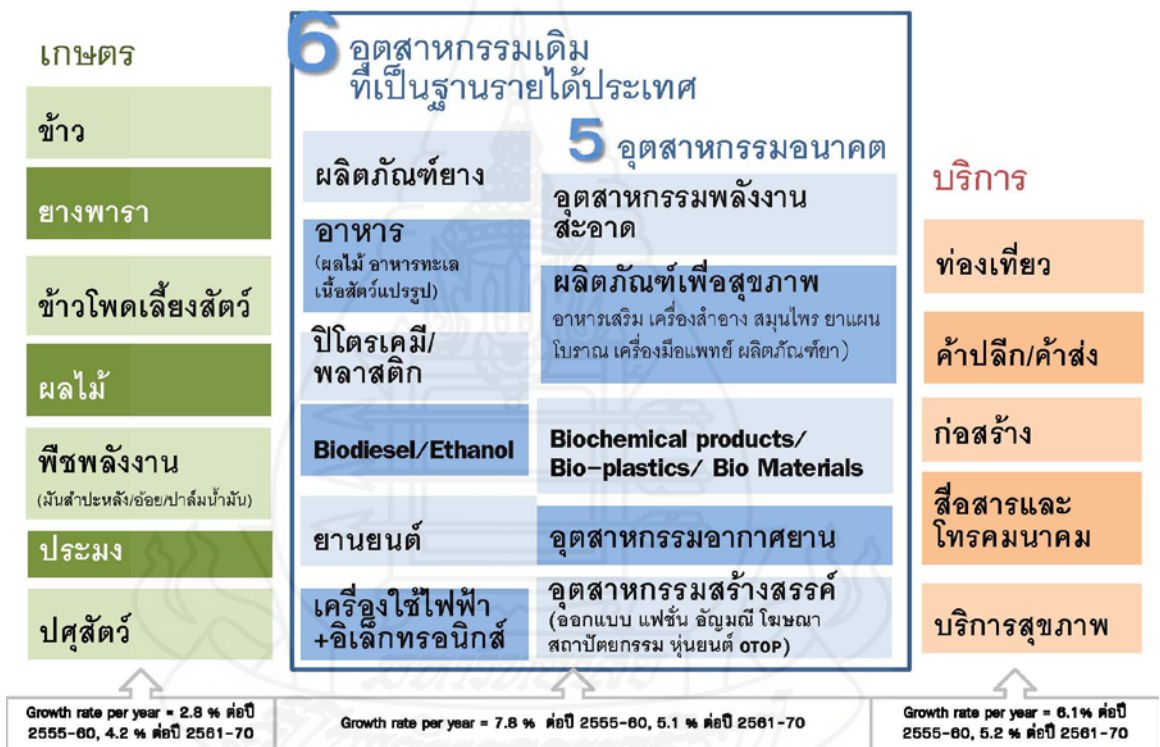 เกษตร
ข้าว
ยางพารา
ข้าวโพดเลี้ยงสัตว์
ผลไม้
พืชพลังงาน
(มันสำปะหลัง/อ้อย/ปาล์มน้ำมัน)
ประมง
ปศุสัตว์
Growth rate per year = 2.8 % ต่อปี
2555-60, 4.2 % ต่อปี 2561-70
6 อุตสาหกรรมเดิม
ที่เป็นฐานรายได้ประเทศ
ผลิตภัณฑ์ยาง
อาหาร
(ผลไม้ อาหารทะเล
เนื้อสัตว์แปรรูป)
ปิโตรเคมี/
พลาสติก
Biodiesel/Ethanol
ยานยนต์
เครื่องใช้ไฟฟ้า
+อิเล็กทรอนิกส์
5 อุตสาหกรรมอนาคต
อุตสาหกรรมพลังงาน
สะอาด
ผลิตภัณฑ์เพื่อสุขภาพ
อาหารเสริม เครื่องสำอาง สมุนไพร ยาแผน
โบราณ เครื่องมือแพทย์ ผลิตภัณฑ์ยา)
Biochemical products/
Bio-plastics/ Bio Materials
อุตสาหกรรมอากาศยาน
อุตสาหกรรมสร้างสรรค์
(ออกแบบ แฟชั่น อัญมณี โฆษณา
สถาปัตยกรรม หุ่นยนต์ OTOP)
Growth rate per year = 7.8 % ต่อปี 2555-60, 5.1 % ต่อปี 2561-70
บริการ
ท่องเที่ยว
ค้าปลีก/ค้าส่ง
ก่อสร้าง
สื่อสารและ
โทรคมนาคม
บริการสุขภาพ
Growth rate per year = 6.1% ต่อปี
2555-60, 5.2 % ต่อปี 2561-70